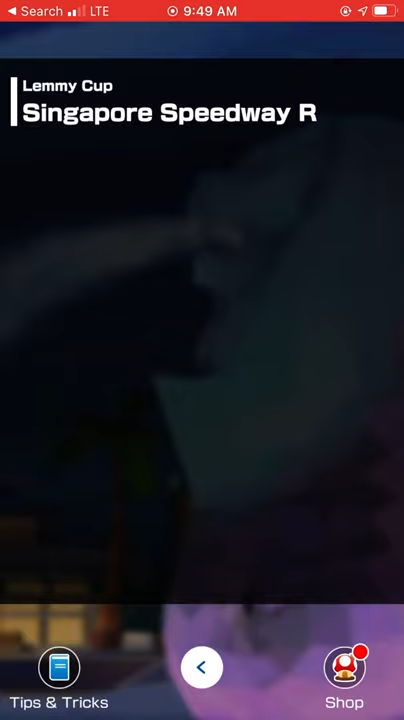 Search LTE 9:49 AM
Lemmy Cup
Singapore Speedway R
Tips & Tricks
Shop